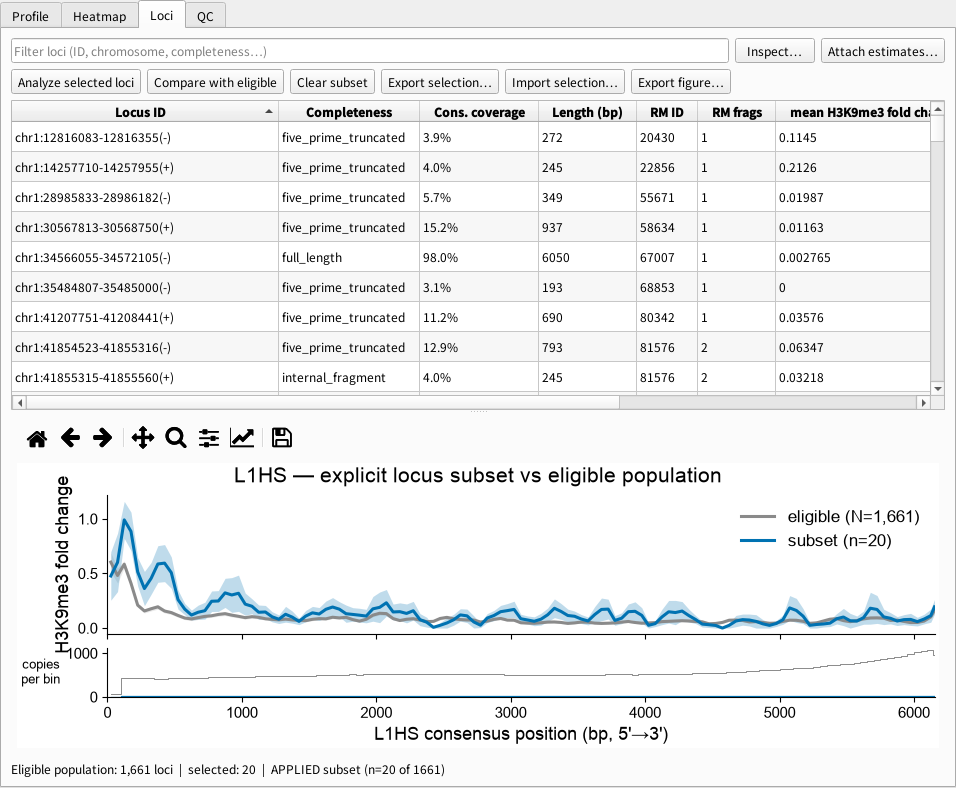 Profile Heatmap Loci QC
Filter loci (ID, chromosome, completeness…) Inspect… Attach estimates…
Analyze selected loci Compare with eligible Clear subset Export selection… Import selection… Export figure…
Locus ID Completeness Cons. coverage Length (bp) RM ID RM frags mean H3K9me3 fold cha
chr1:12816083-12816355(-) five_prime_truncated 3.9% 272 20430 1 0.1145
chr1:14257710-14257955(+) five_prime_truncated 4.0% 245 22856 1 0.2126
chr1:28985833-28986182(-) five_prime_truncated 5.7% 349 55671 1 0.01987
chr1:30567813-30568750(+) five_prime_truncated 15.2% 937 58634 1 0.01163
chr1:34566055-34572105(-) full_length 98.0% 6050 67007 1 0.002765
chr1:35484807-35485000(-) five_prime_truncated 3.1% 193 68853 1 0
chr1:41207751-41208441(+) five_prime_truncated 11.2% 690 80342 1 0.03576
chr1:41854523-41855316(-) five_prime_truncated 12.9% 793 81576 2 0.06347
chr1:41855315-41855560(+) internal_fragment 4.0% 245 81576 2 0.03218
L1HS — explicit locus subset vs eligible population
H3K9me3 fold change
1.0
0.5
0.0
eligible (N=1,661)
subset (n=20)
copies
per bin
1000
0
0 1000 2000 3000 4000 5000 6000
L1HS consensus position (bp, 5'→3')
Eligible population: 1,661 loci | selected: 20 | APPLIED subset (n=20 of 1661)